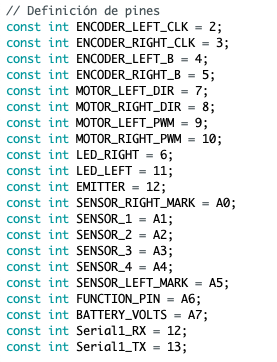 // Definición de pines
const int ENCODER_LEFT_CLK = 2;
const int ENCODER_RIGHT_CLK = 3;
const int ENCODER_LEFT_B = 4;
const int ENCODER_RIGHT_B = 5;
const int MOTOR_LEFT_DIR = 7;
const int MOTOR_RIGHT_DIR = 8;
const int MOTOR_LEFT_PWM = 9;
const int MOTOR_RIGHT_PWM = 10;
const int LED_RIGHT = 6;
const int LED_LEFT = 11;
const int EMITTER = 12;
const int SENSOR_RIGHT_MARK = A0;
const int SENSOR_1 = A1;
const int SENSOR_2 = A2;
const int SENSOR_3 = A3;
const int SENSOR_4 = A4;
const int SENSOR_LEFT_MARK = A5;
const int FUNCTION_PIN = A6;
const int BATTERY_VOLTS = A7;
const int Serial1_RX = 12;
const int Serial1_TX = 13;